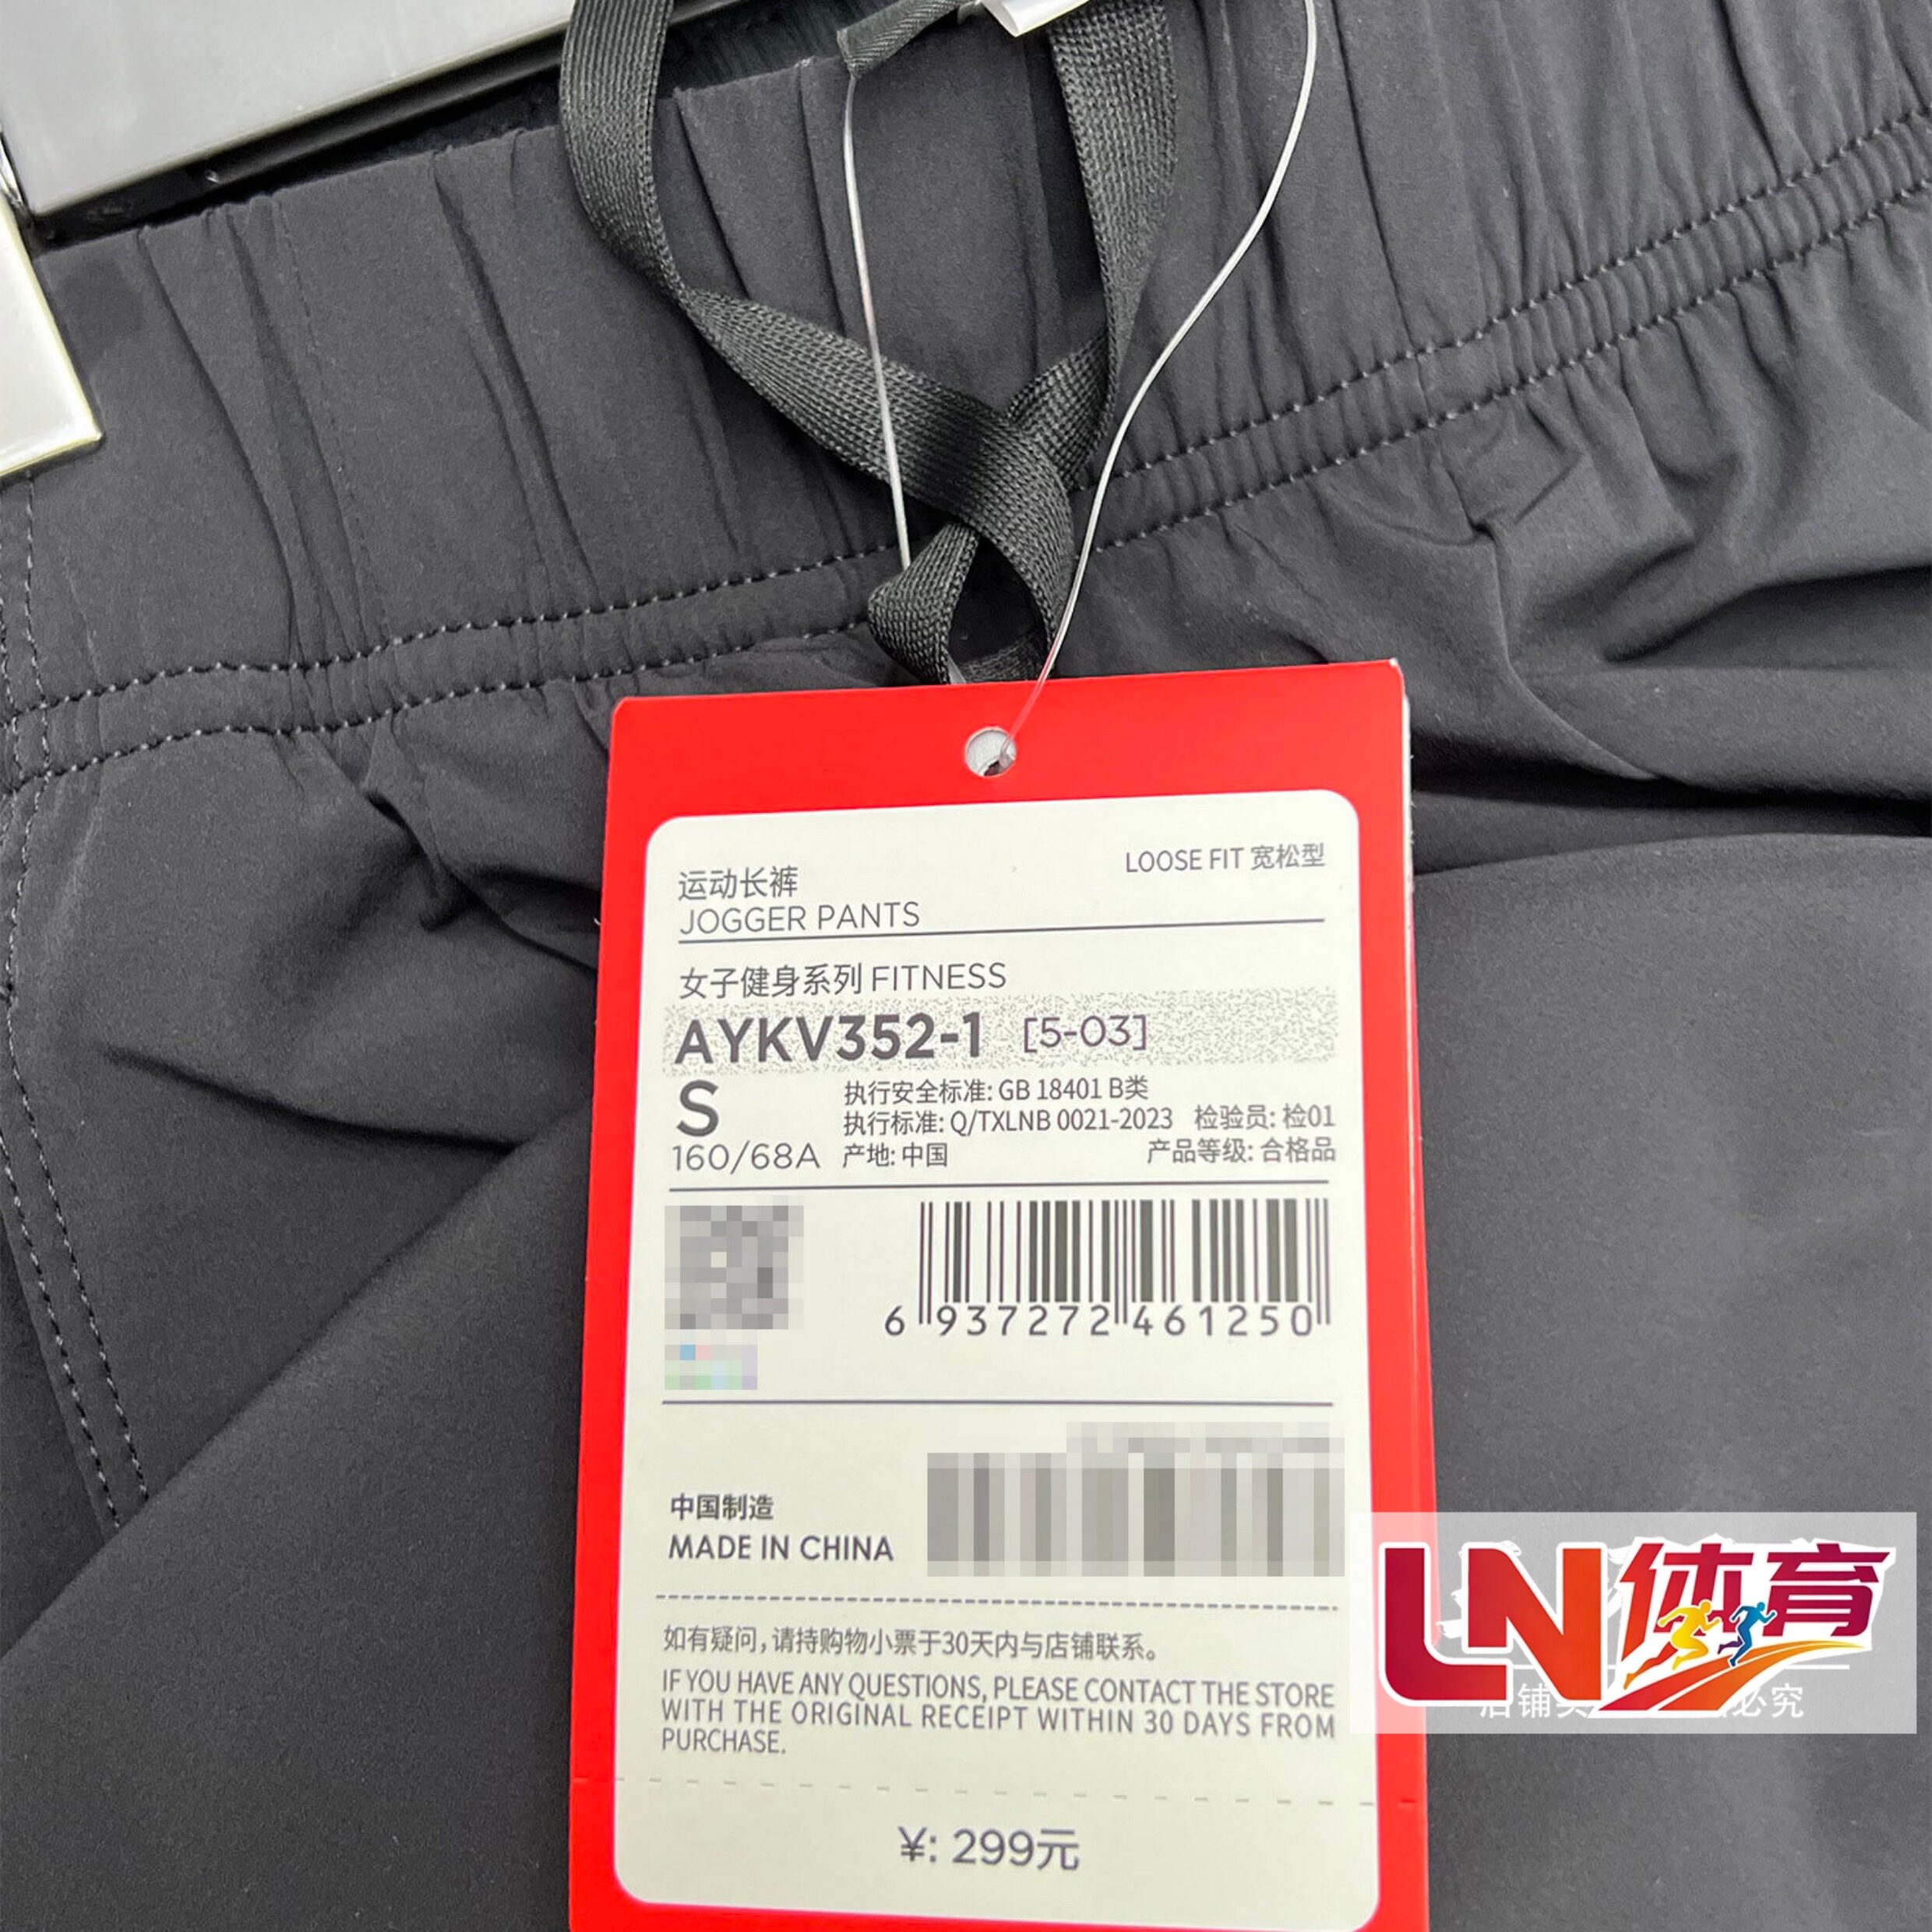 运动长裤
JOGGER PANTS
LOOSE FIT 宽松型
女子健身系列 FITNESS
AYKV352-1 [5-03]
S
160/68A
执行安全标准: GB 18401 B类
执行标准: Q/TXLNB 0021-2023 检验员: 检01
产地: 中国 产品等级: 合格品
6 937272 461250
中国制造
MADE IN CHINA
如有疑问,请持购物小票于30天内与店铺联系。
IF YOU HAVE ANY QUESTIONS, PLEASE CONTACT THE STORE
WITH THE ORIGINAL RECEIPT WITHIN 30 DAYS FROM
PURCHASE.
¥: 299元
LN体育
店铺 必究